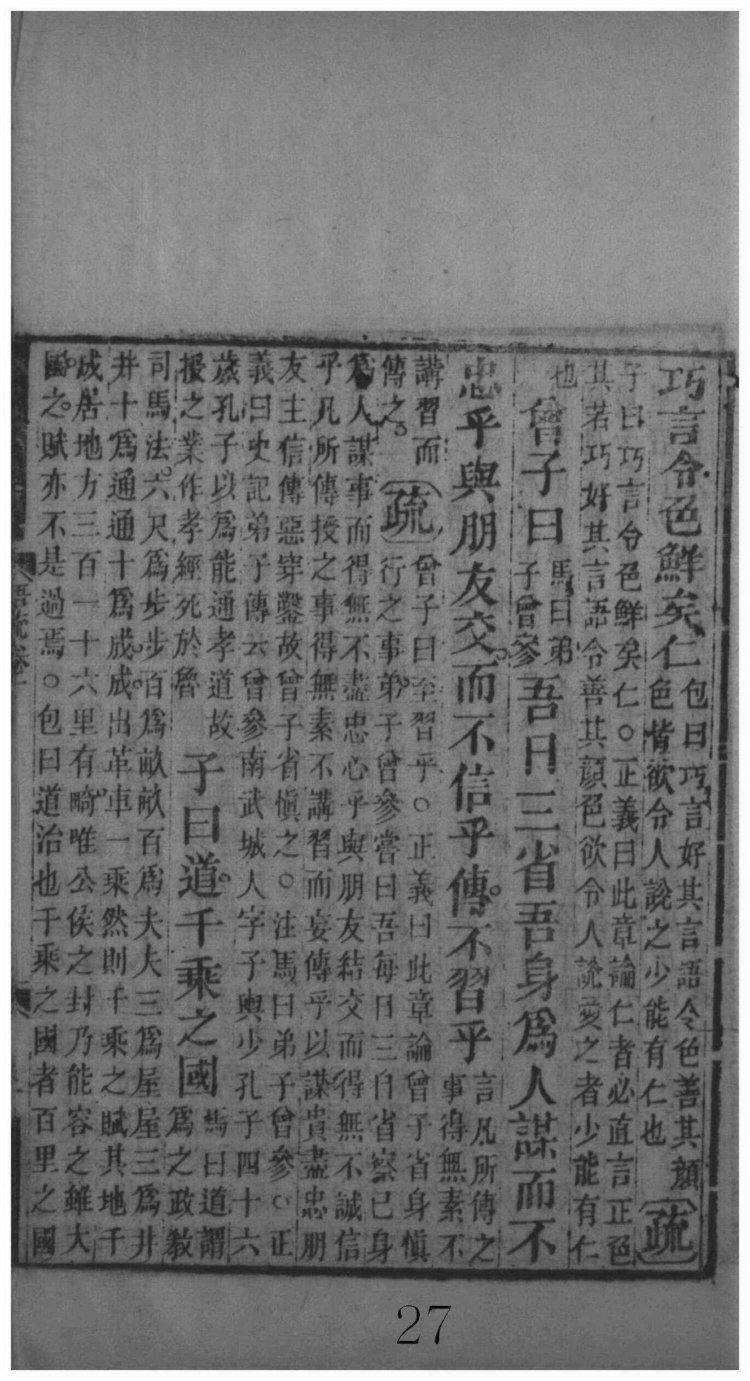 巧言令色鮮矣仁包曰巧言好其言語令色善其顏
色皆欲令人說之少能有仁也疏
子曰巧言令色鮮矣仁○正義曰此章論仁者必直言正色
其若巧好其言語令善其顏色欲令人說愛之者少能有仁
也曾子曰馬曰弟子曾參吾日三省吾身爲人謀而不
忠乎與朋友交而不信乎傳不習乎言凡所傳之事得無素不
講習而傳之。疏曾子曰至習乎○正義曰此章論曾子省身慎
行之事弟子曾參嘗曰吾每日三自省察己身
爲人謀事而得無不盡忠心乎與朋友結交而得無不誠信
乎凡所傳授之事得無素不講習而妄傳乎以謀貴盡忠朋
友主信傳惡穿鑿故曾子省慎之○注馬曰弟子曾參○正
義曰史記弟子傳云曾參南武城人字子輿少孔子四十六
歲孔子以爲能通孝道故授之業作孝經死於魯子曰道千乘之國馬曰道謂爲之政教
司馬法六尺爲步步百爲畝畝百爲夫夫三爲屋屋三爲井
井十爲通通十爲成成出革車一乘然則千乘之賦其地千
成居地方三百一十六里有畸唯公侯之封乃能容之雖大
國之賦亦不是過焉○包曰道治也千乘之國者百里之國
27